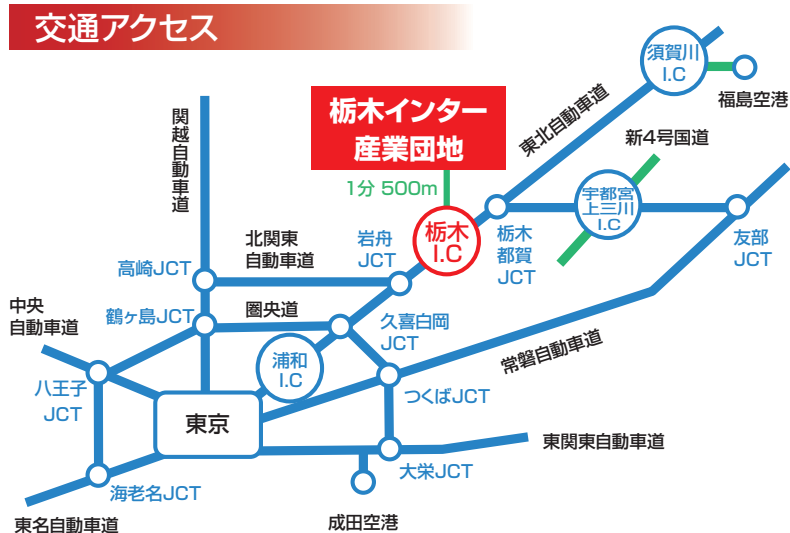 交通アクセス
須賀川
I.C
福島空港
東北自動車道
新4号国道
栃木インター
産業団地
1分 500m
関越自動車道
宇都宮
上三川
I.C
栃木
I.C
栃木
都賀
JCT
友部
JCT
北関東
自動車道
岩舟
JCT
高崎JCT
中央
自動車道
鶴ヶ島JCT
圏央道
久喜白岡
JCT
常磐自動車道
浦和
I.C
八王子
JCT
つくばJCT
東京
東関東自動車道
大栄JCT
海老名JCT
成田空港
東名自動車道